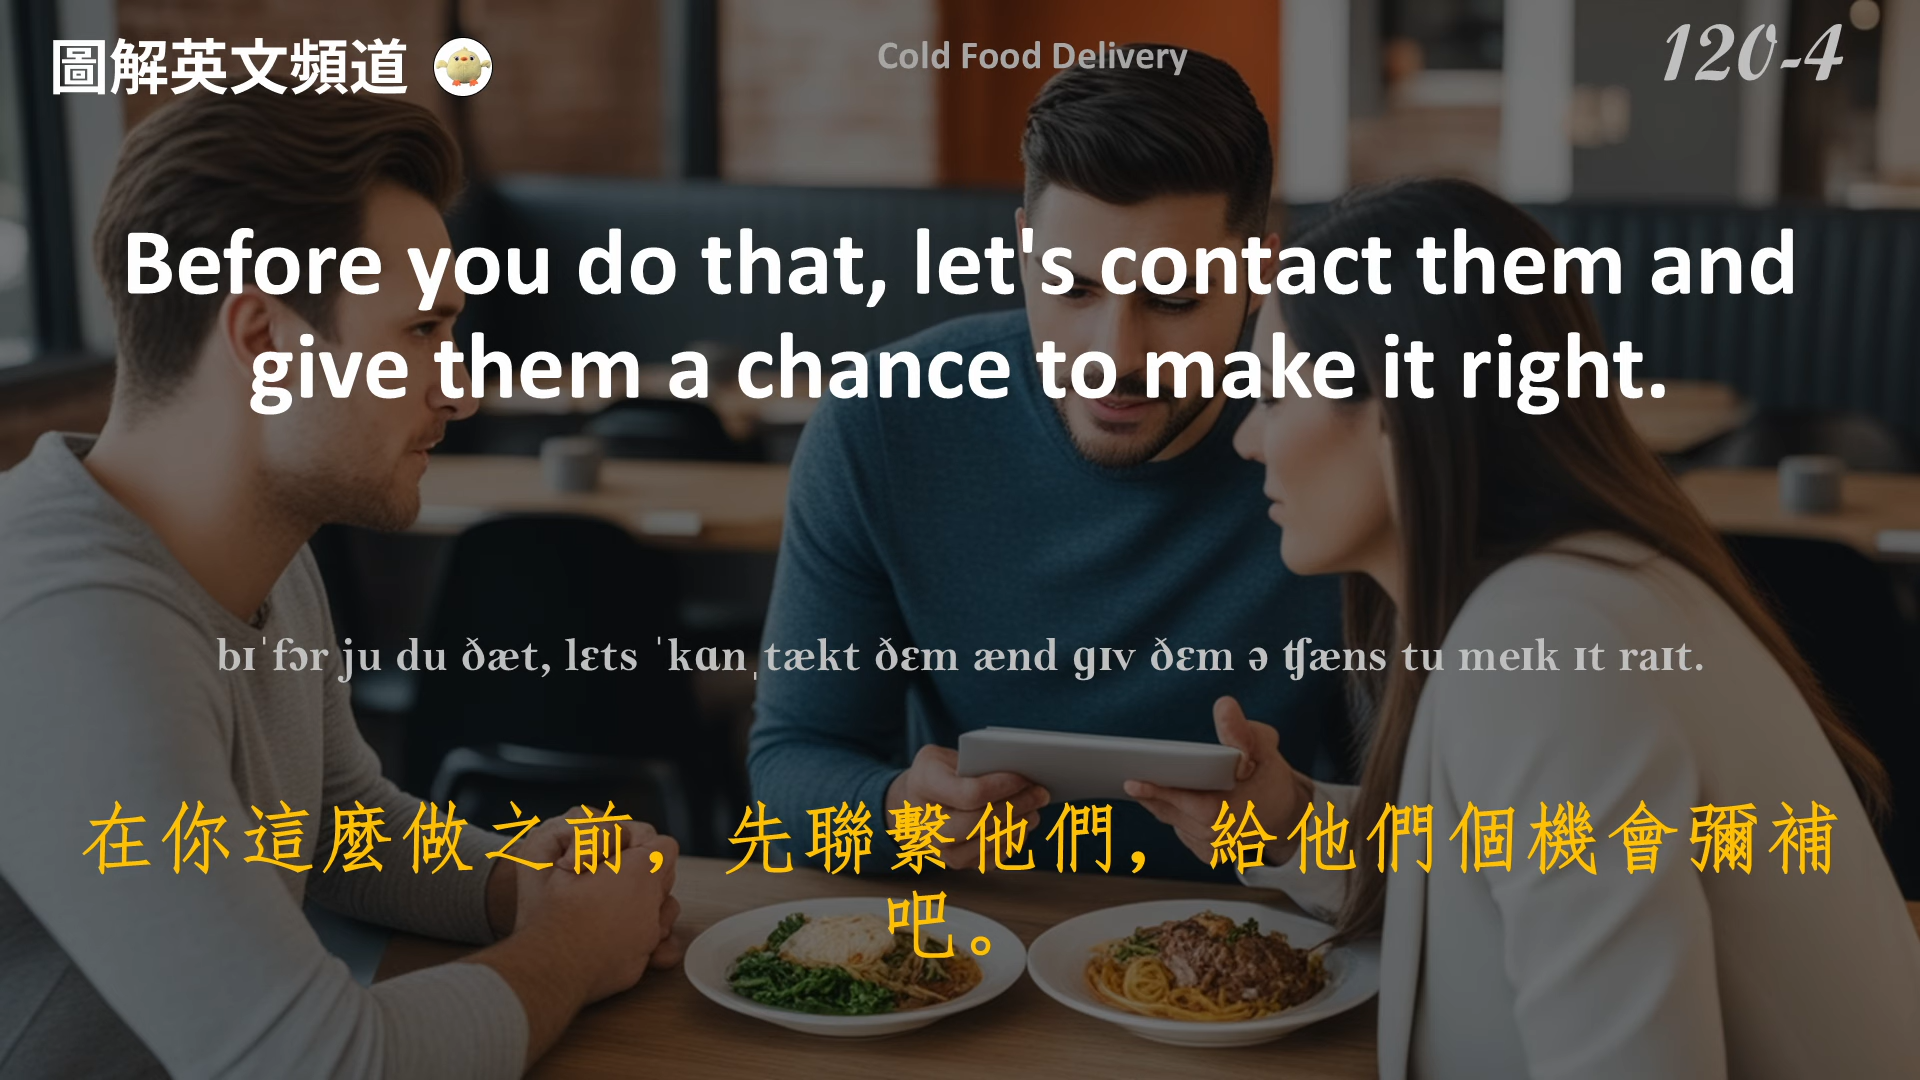 圖解英文頻道
Cold Food Delivery
120-4
Before you do that, let's contact them and
give them a chance to make it right.
bɪˈfɔr ju du ðæt, lɛts ˈkɑnˌtækt ðɛm ænd ɡɪv ðɛm ə ʧæns tu meɪk ɪt raɪt.
在你這麼做之前，先聯繫他們，給他們個機會彌補
吧。